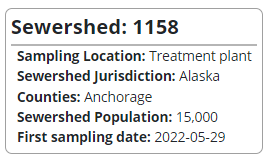 Sewershed: 1158
Sampling Location: Treatment plant
Sewershed Jurisdiction: Alaska
Counties: Anchorage
Sewershed Population: 15,000
First sampling date: 2022-05-29